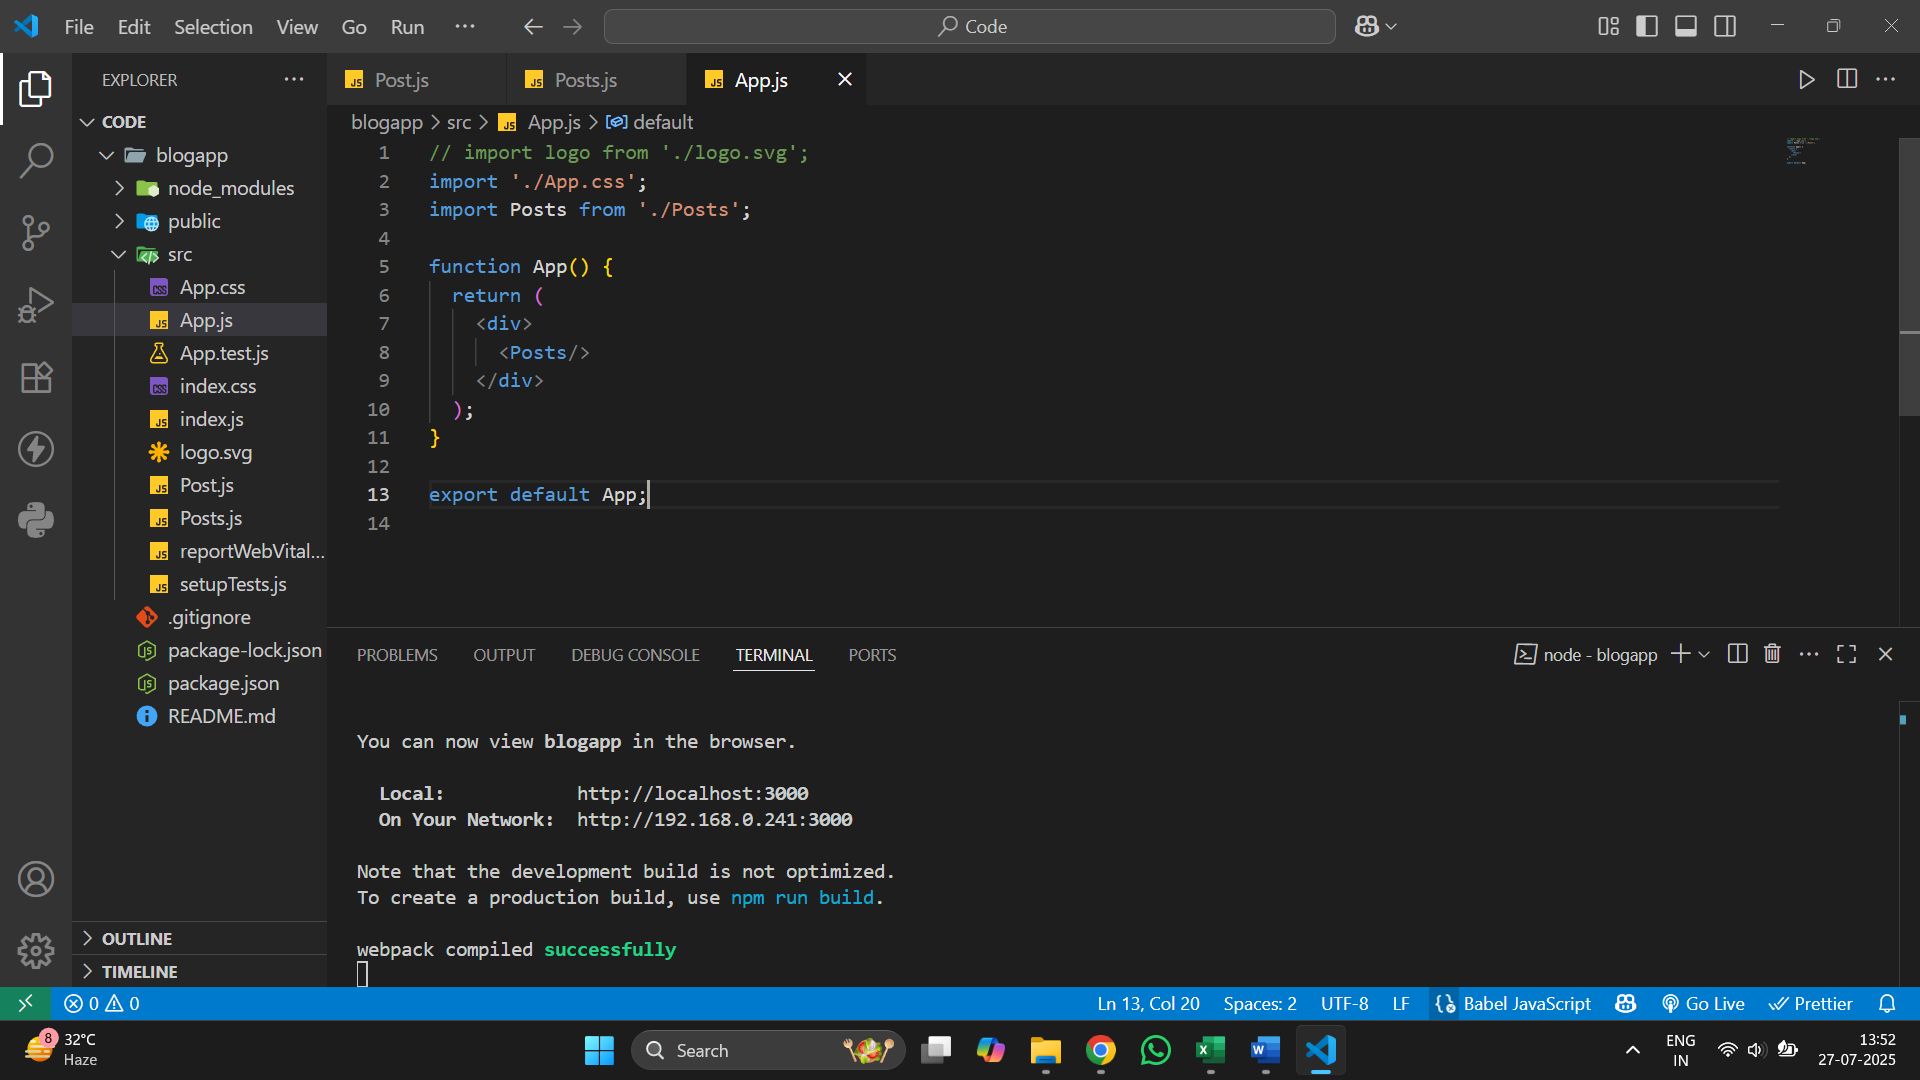 File Edit Selection View Go Run ··· Code
EXPLORER ···
CODE
blogapp
node_modules
public
src
App.css
App.js
App.test.js
index.css
index.js
logo.svg
Post.js
Posts.js
reportWebVital...
setupTests.js
.gitignore
package-lock.json
package.json
README.md
OUTLINE
TIMELINE
Post.js Posts.js App.js
blogapp > src > App.js > default
1 // import logo from './logo.svg';
2 import './App.css';
3 import Posts from './Posts';
4
5 function App() {
6 return (
7 <div>
8 <Posts/>
9 </div>
10 );
11 }
12
13 export default App;
14
PROBLEMS OUTPUT DEBUG CONSOLE TERMINAL PORTS node - blogapp
You can now view blogapp in the browser.
Local: http://localhost:3000
On Your Network: http://192.168.0.241:3000
Note that the development build is not optimized.
To create a production build, use npm run build.
webpack compiled successfully
0 0 Ln 13, Col 20 Spaces: 2 UTF-8 LF Babel JavaScript Go Live Prettier
8 32°C
Haze
Search
ENG
IN
13:52
27-07-2025